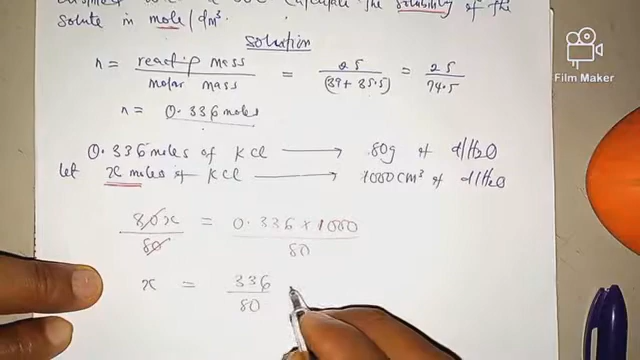 calculate the solubility of the
solute in mole/dm³.
Solution
n = reacting mass / molar mass = 25 / (39 + 35.5) = 25 / 74.5
n = 0.336 moles
0.336 moles of KCl → 80g of d/H₂O
let x moles of KCl → 1000cm³ of d/H₂O
80x / 80 = 0.336 x 1000 / 80
x = 336 / 80
Film Maker